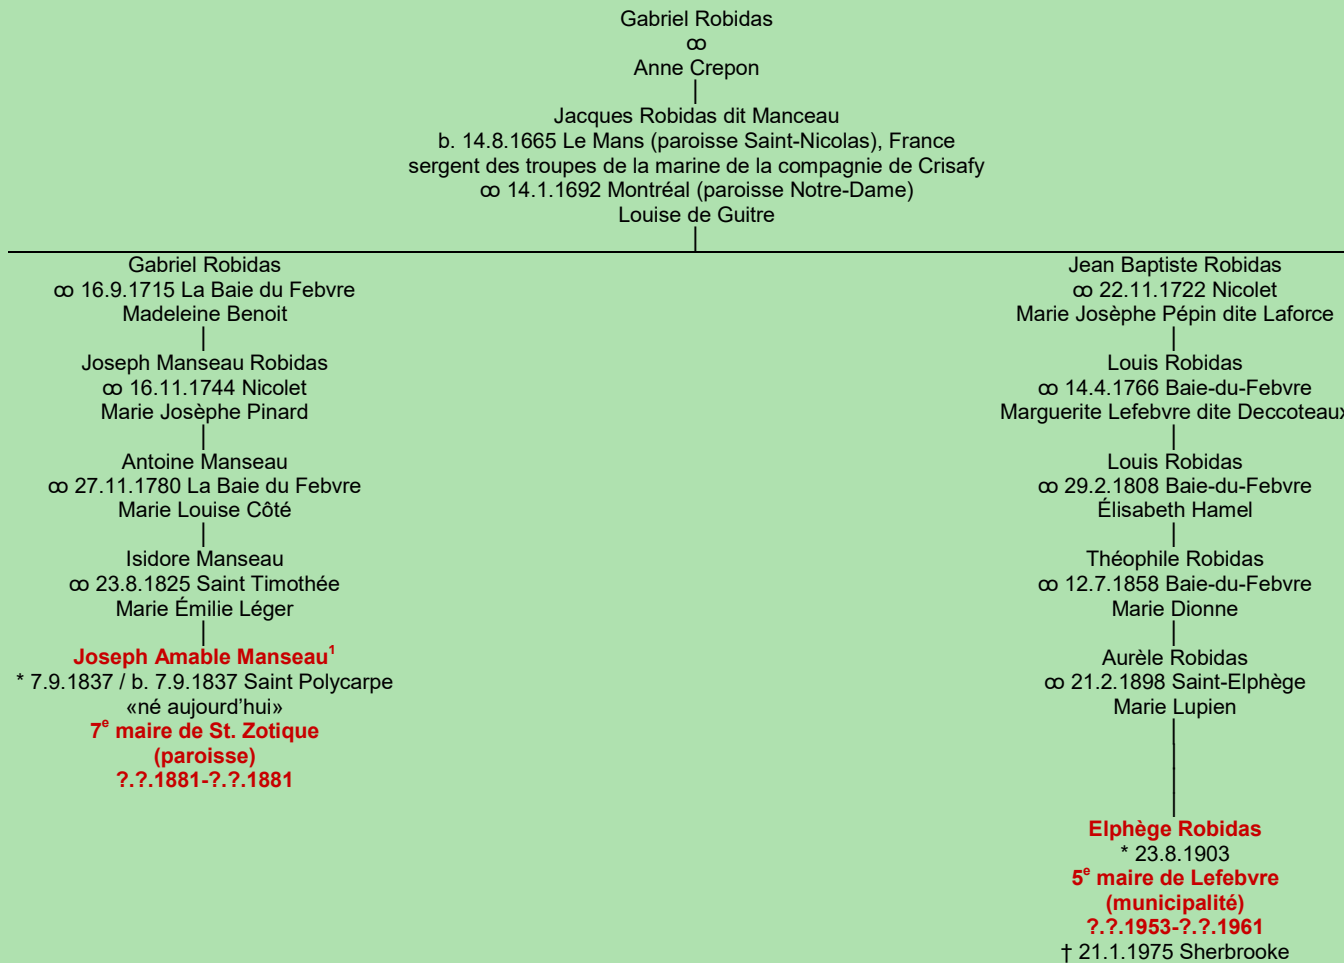 Gabriel Robidas
ꝏ
Anne Crepon
Jacques Robidas dit Manceau
b. 14.8.1665 Le Mans (paroisse Saint-Nicolas), France
sergent des troupes de la marine de la compagnie de Crisafy
ꝏ 14.1.1692 Montréal (paroisse Notre-Dame)
Louise de Guitre
Gabriel Robidas
ꝏ 16.9.1715 La Baie du Febvre
Madeleine Benoit
Joseph Manseau Robidas
ꝏ 16.11.1744 Nicolet
Marie Josèphe Pinard
Antoine Manseau
ꝏ 27.11.1780 La Baie du Febvre
Marie Louise Côté
Isidore Manseau
ꝏ 23.8.1825 Saint Timothée
Marie Émilie Léger
Joseph Amable Manseau¹
* 7.9.1837 / b. 7.9.1837 Saint Polycarpe
«né aujourd'hui»
7e maire de St. Zotique
(paroisse)
?.?.1881-?.?.1881
Jean Baptiste Robidas
ꝏ 22.11.1722 Nicolet
Marie Josèphe Pépin dite Laforce
Louis Robidas
ꝏ 14.4.1766 Baie-du-Febvre
Marguerite Lefebvre dite Deccoteaux
Louis Robidas
ꝏ 29.2.1808 Baie-du-Febvre
Élisabeth Hamel
Théophile Robidas
ꝏ 12.7.1858 Baie-du-Febvre
Marie Dionne
Aurèle Robidas
ꝏ 21.2.1898 Saint-Elphège
Marie Lupien
Elphège Robidas
* 23.8.1903
5e maire de Lefebvre
(municipalité)
?.?.1953-?.?.1961
† 21.1.1975 Sherbrooke